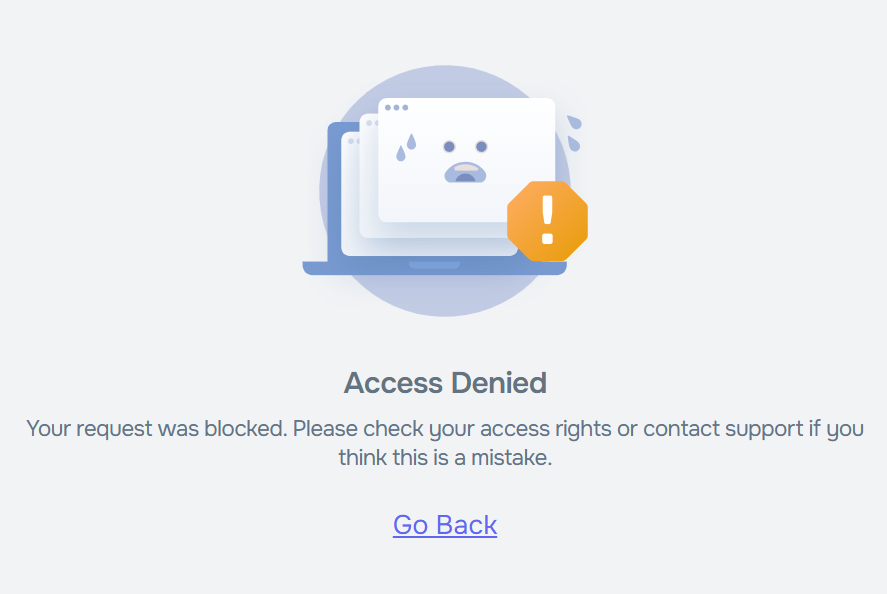 Access Denied
Your request was blocked. Please check your access rights or contact support if you
think this is a mistake.
Go Back